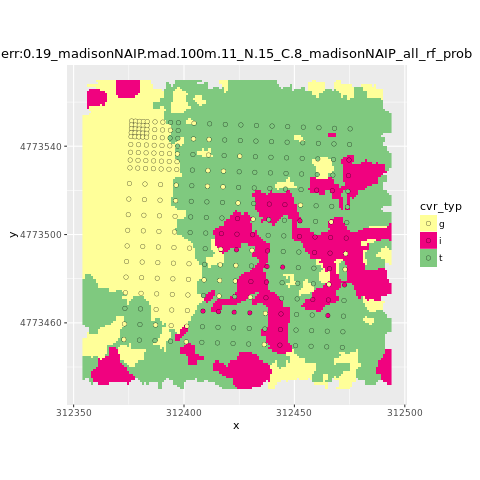 err:0.19_madisonNAIP.mad.100m.11_N.15_C.8_madisonNAIP_all_rf_prob
4773540
4773500
4773460
y
312350 312400 312450 312500
x
cvr_typ
g
i
t